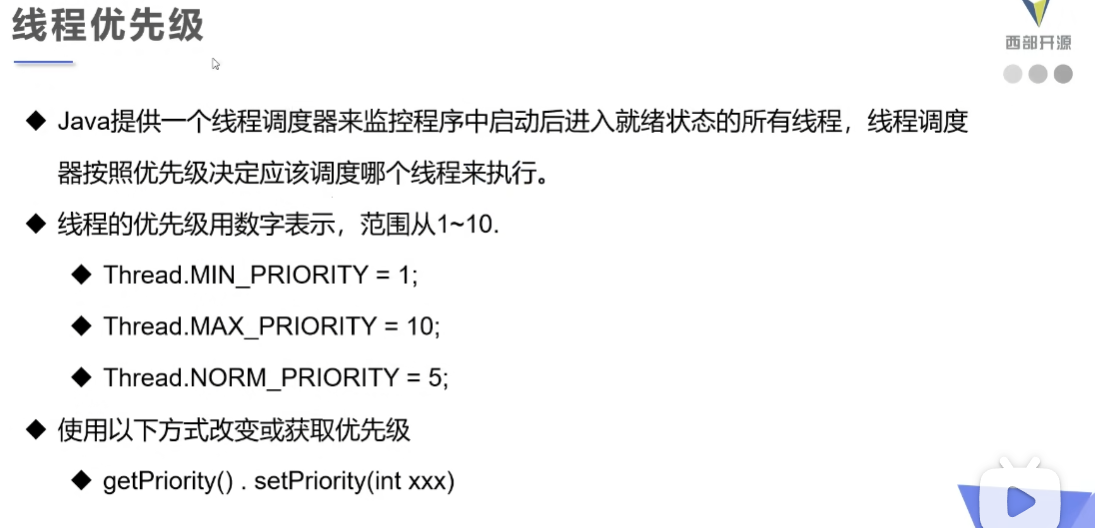 线程优先级
西部开源
◆ Java提供一个线程调度器来监控程序中启动后进入就绪状态的所有线程，线程调度
器按照优先级决定应该调度哪个线程来执行。
◆ 线程的优先级用数字表示，范围从1~10.
◆ Thread.MIN_PRIORITY = 1;
◆ Thread.MAX_PRIORITY = 10;
◆ Thread.NORM_PRIORITY = 5;
◆ 使用以下方式改变或获取优先级
◆ getPriority() . setPriority(int xxx)